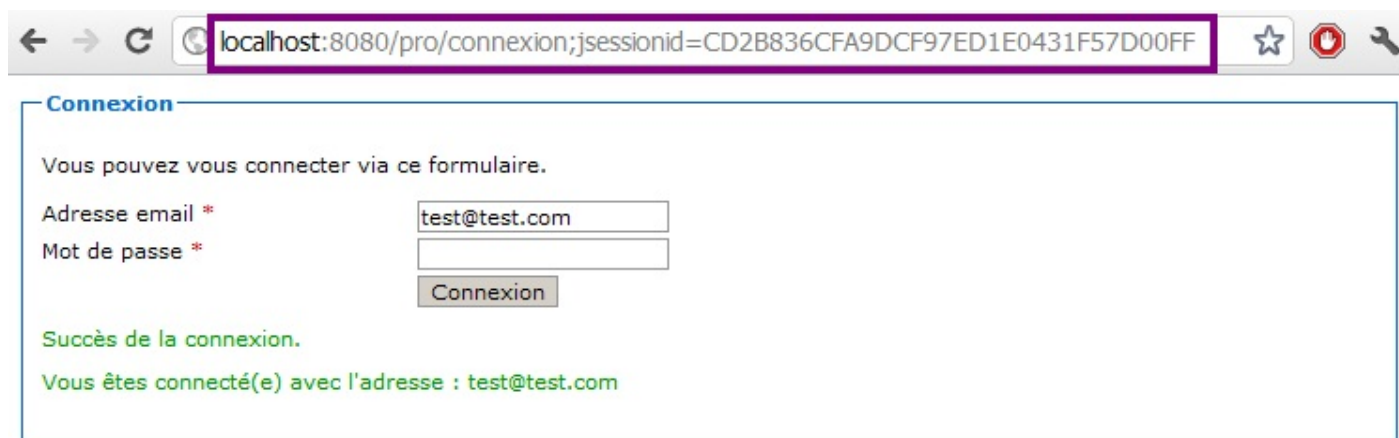 localhost:8080/pro/connexion;jsessionid=CD2B836CFA9DCF97ED1E0431F57D00FF
Connexion
Vous pouvez vous connecter via ce formulaire.
Adresse email * test@test.com
Mot de passe *
Connexion
Succès de la connexion.
Vous êtes connecté(e) avec l'adresse : test@test.com